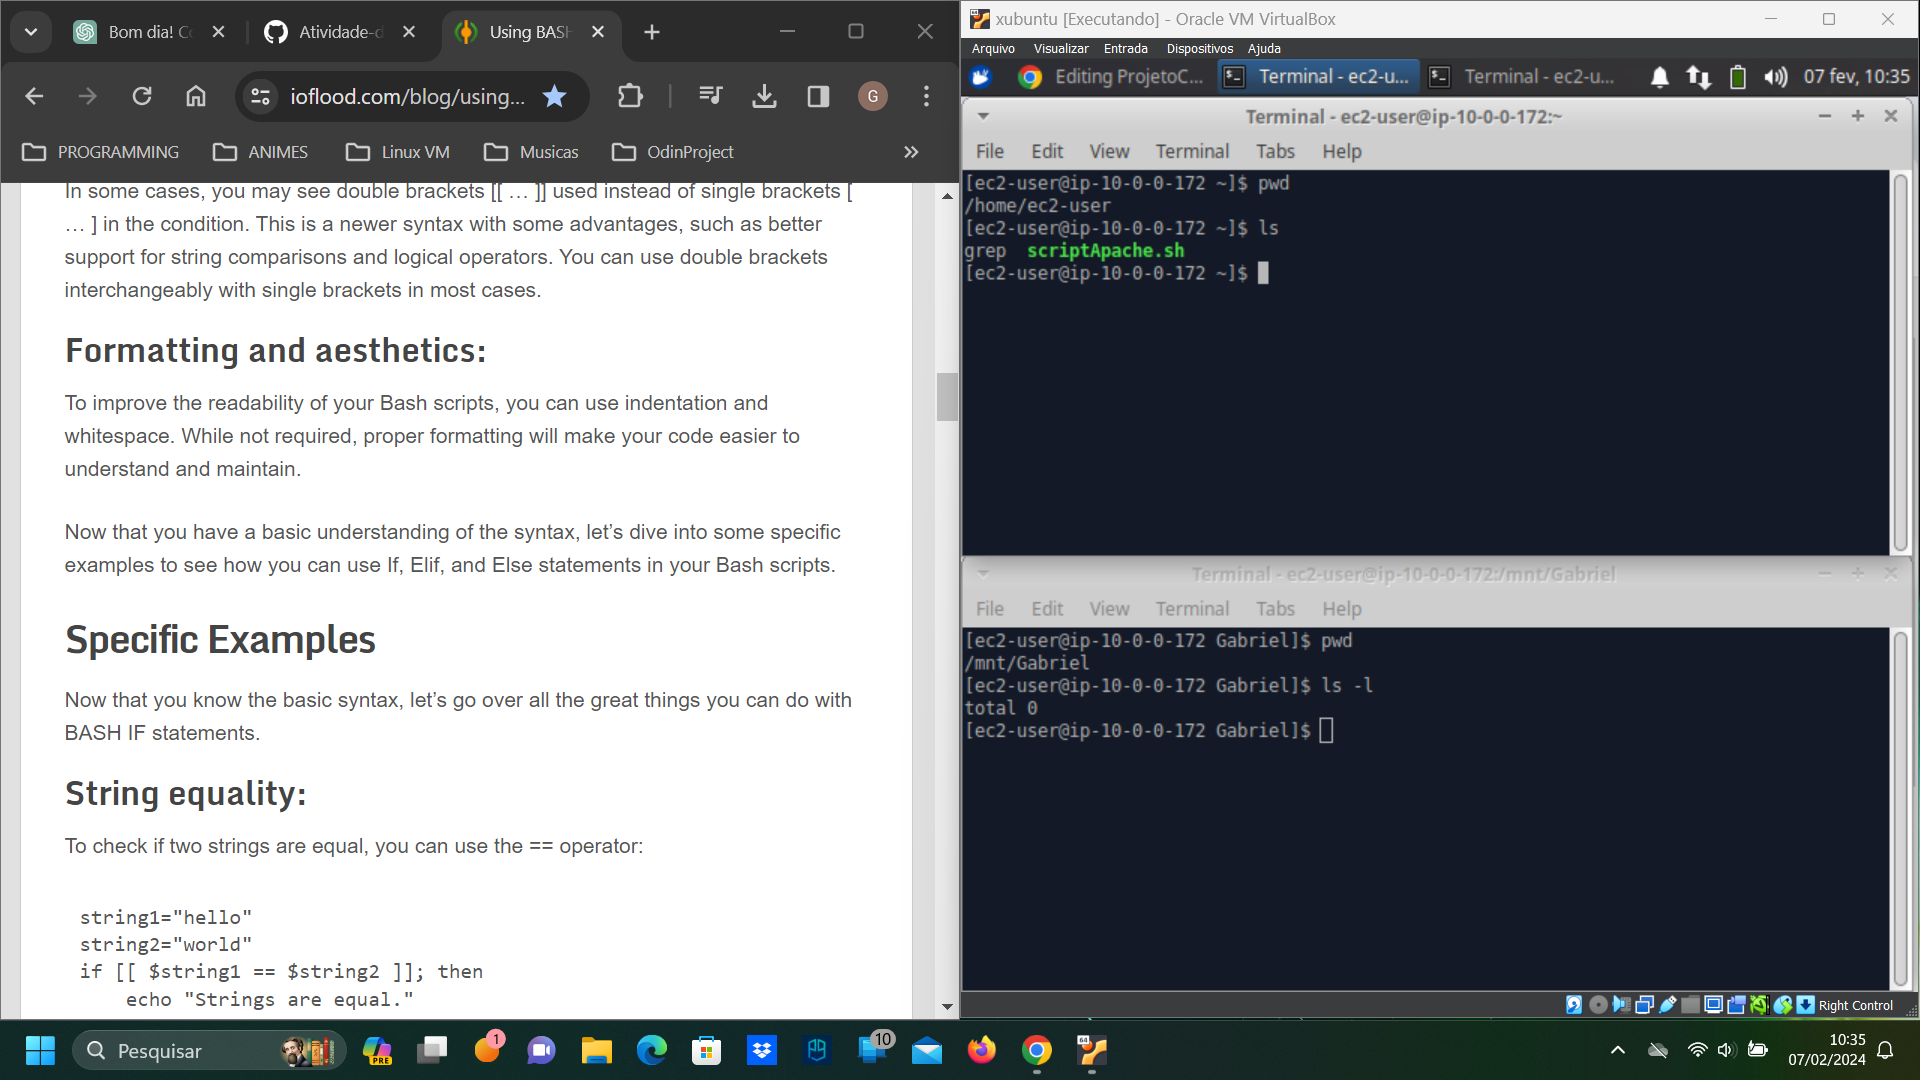 Bom dia! Co
Atividade-d
Using BASH
ioflood.com/blog/using...
G
PROGRAMMING
ANIMES
Linux VM
Musicas
OdinProject
»
In some cases, you may see double brackets [[ … ]] used instead of single brackets [
… ] in the condition. This is a newer syntax with some advantages, such as better
support for string comparisons and logical operators. You can use double brackets
interchangeably with single brackets in most cases.
Formatting and aesthetics:
To improve the readability of your Bash scripts, you can use indentation and
whitespace. While not required, proper formatting will make your code easier to
understand and maintain.
Now that you have a basic understanding of the syntax, let’s dive into some specific
examples to see how you can use If, Elif, and Else statements in your Bash scripts.
Specific Examples
Now that you know the basic syntax, let’s go over all the great things you can do with
BASH IF statements.
String equality:
To check if two strings are equal, you can use the == operator:
string1="hello"
string2="world"
if [[ $string1 == $string2 ]]; then
echo "Strings are equal."
xubuntu [Executando] - Oracle VM VirtualBox
Arquivo Visualizar Entrada Dispositivos Ajuda
Editing ProjetoC...
Terminal - ec2-u...
Terminal - ec2-u...
07 fev, 10:35
Terminal - ec2-user@ip-10-0-0-172:~
File Edit View Terminal Tabs Help
[ec2-user@ip-10-0-0-172 ~]$ pwd
/home/ec2-user
[ec2-user@ip-10-0-0-172 ~]$ ls
grep  scriptApache.sh
[ec2-user@ip-10-0-0-172 ~]$
Terminal - ec2-user@ip-10-0-0-172:/mnt/Gabriel
File Edit View Terminal Tabs Help
[ec2-user@ip-10-0-0-172 Gabriel]$ pwd
/mnt/Gabriel
[ec2-user@ip-10-0-0-172 Gabriel]$ ls -l
total 0
[ec2-user@ip-10-0-0-172 Gabriel]$
Right Control
Pesquisar
PRE
1
10
64
10:35
07/02/2024